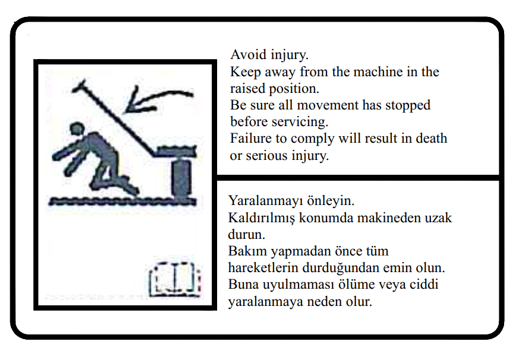 Avoid injury.
Keep away from the machine in the
raised position.
Be sure all movement has stopped
before servicing.
Failure to comply will result in death
or serious injury.
Yaralanmayı önleyin.
Kaldırılmış konumda makineden uzak
durun.
Bakım yapmadan önce tüm
hareketlerin durduğundan emin olun.
Buna uyulmaması ölüme veya ciddi
yaralanmaya neden olur.